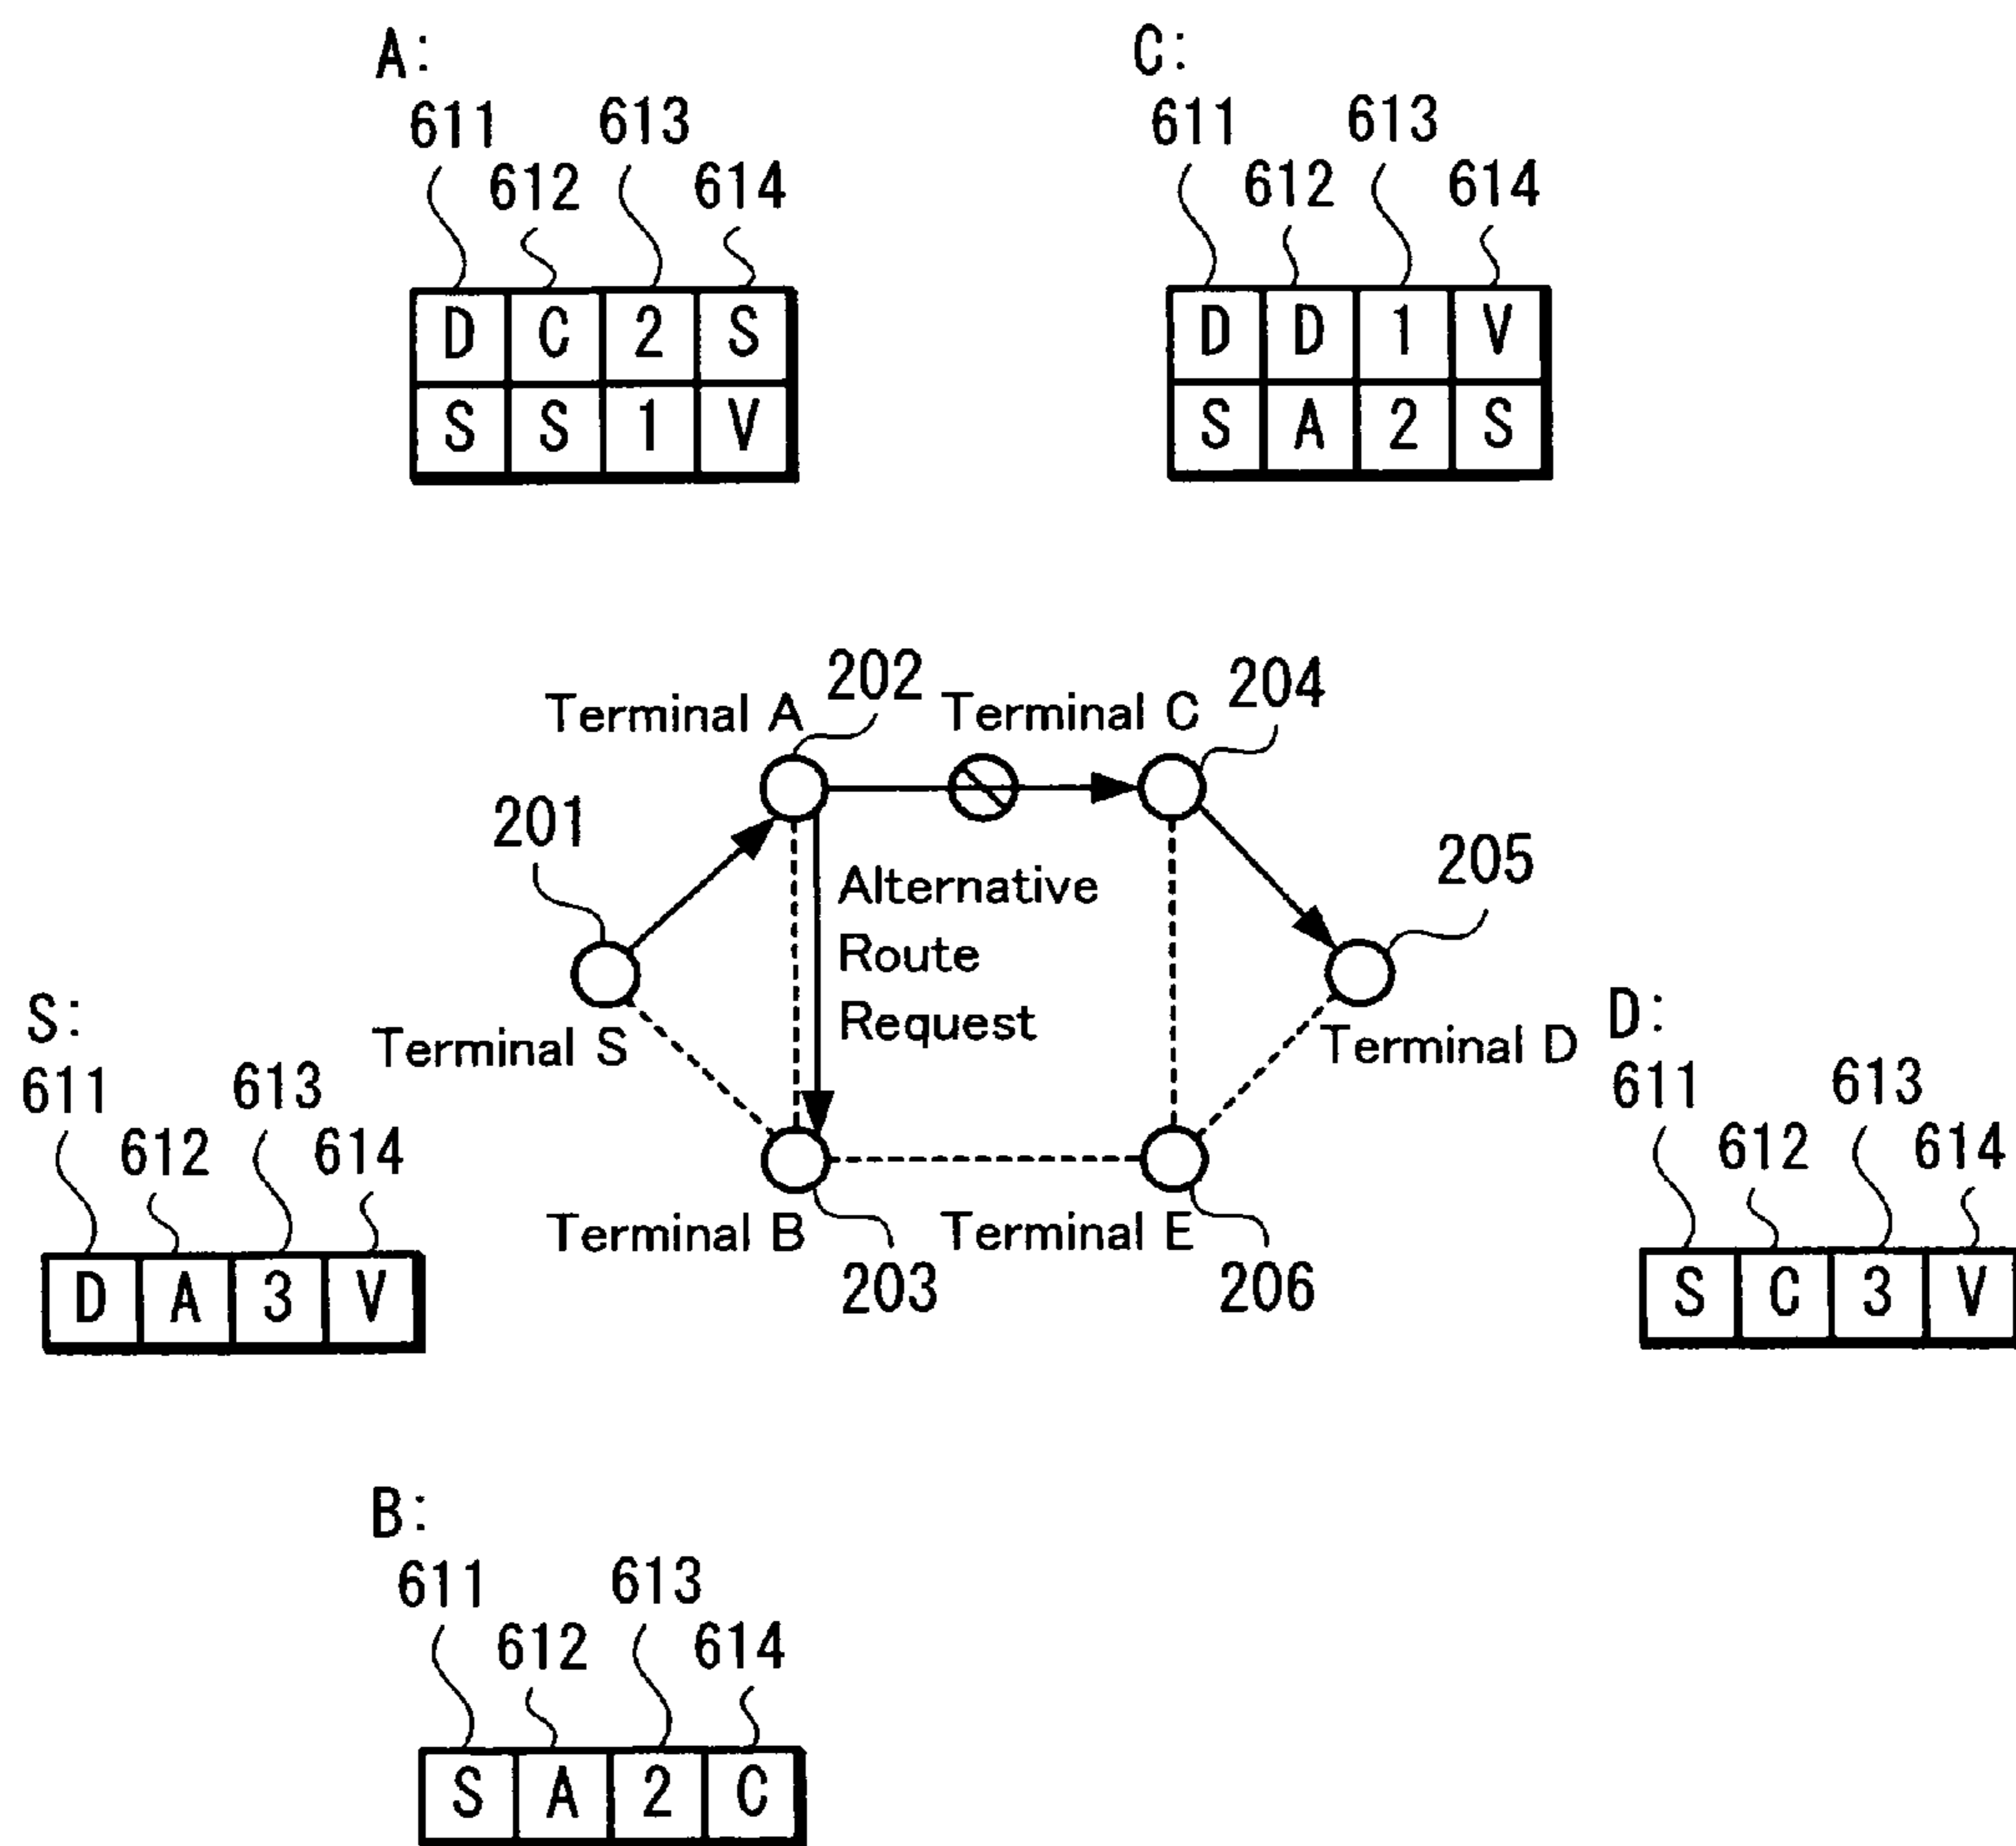 A:
611 613
612 614
D C 2 S
S S 1 V
C:
611 613
612 614
D D 1 V
S A 2 S
Terminal A 202 Terminal C 204
201
205
Alternative
Route
Request
Terminal S
Terminal D
Terminal B
Terminal E
203
206
S:
611 613
612 614
D A 3 V
D:
611 613
612 614
S C 3 V
B:
611 613
612 614
S A 2 C